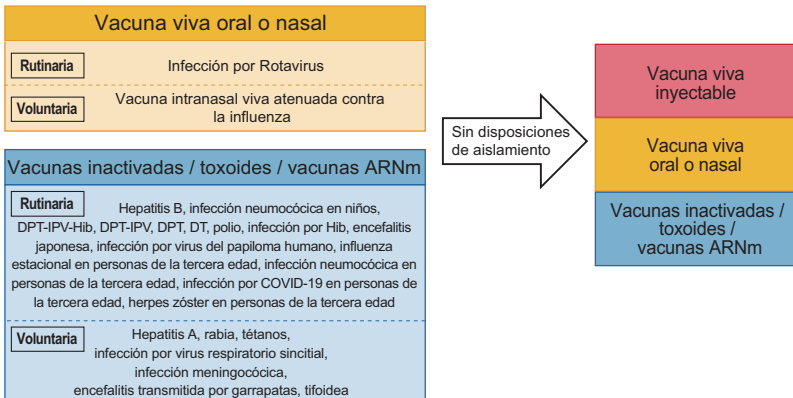 Vacuna viva oral o nasal
Rutinaria
Infección por Rotavirus
Voluntaria
Vacuna intranasal viva atenuada contra
la influenza
Vacunas inactivadas / toxoides / vacunas ARNm
Rutinaria
Hepatitis B, infección neumocócica en niños,
DPT-IPV-Hib, DPT-IPV, DPT, DT, polio, infección por Hib, encefalitis
japonesa, infección por virus del papiloma humano, influenza
estacional en personas de la tercera edad, infección neumocócica en
personas de la tercera edad, infección por COVID-19 en personas de
la tercera edad, herpes zóster en personas de la tercera edad
Voluntaria
Hepatitis A, rabia, tétanos,
infección por virus respiratorio sincitial,
infección meningocócica,
encefalitis transmitida por garrapatas, tifoidea
Sin disposiciones
de aislamiento
Vacuna viva
inyectable
Vacuna viva
oral o nasal
Vacunas inactivadas /
toxoides /
vacunas ARNm